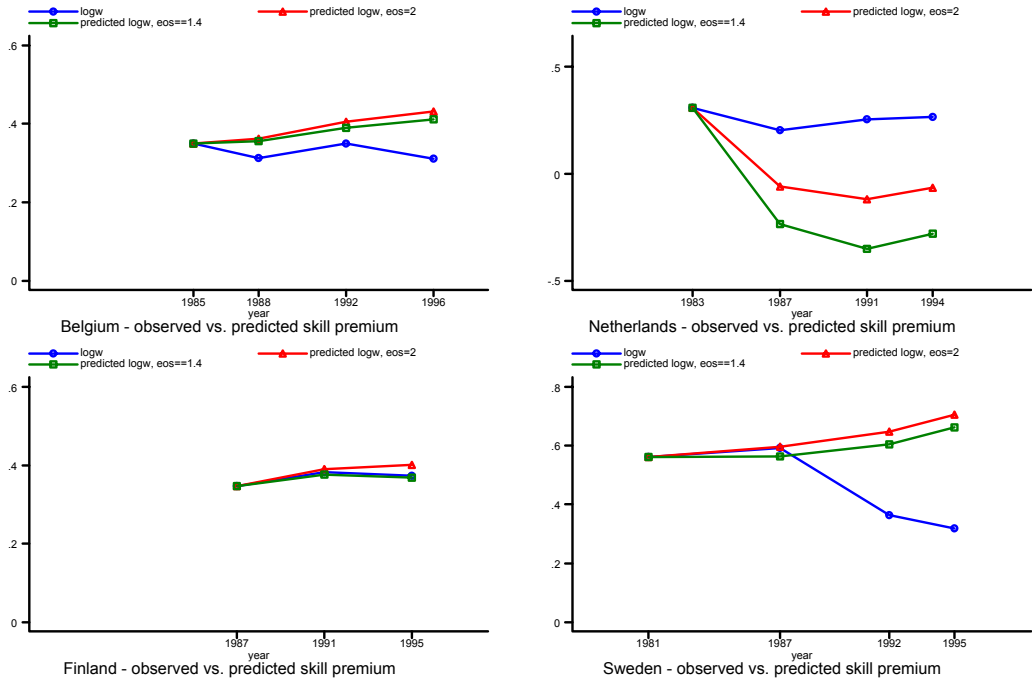 logw
predicted logw, eos=2
predicted logw, eos==1.4
.6
.4
.2
0
1985 1988 1992 1996
year
Belgium - observed vs. predicted skill premium
logw
predicted logw, eos=2
predicted logw, eos==1.4
.5
0
-.5
1983 1987 1991 1994
year
Netherlands - observed vs. predicted skill premium
logw
predicted logw, eos=2
predicted logw, eos==1.4
.6
.4
.2
0
1987 1991 1995
year
Finland - observed vs. predicted skill premium
logw
predicted logw, eos=2
predicted logw, eos==1.4
.8
.6
.4
.2
0
1981 1987 1992 1995
year
Sweden - observed vs. predicted skill premium